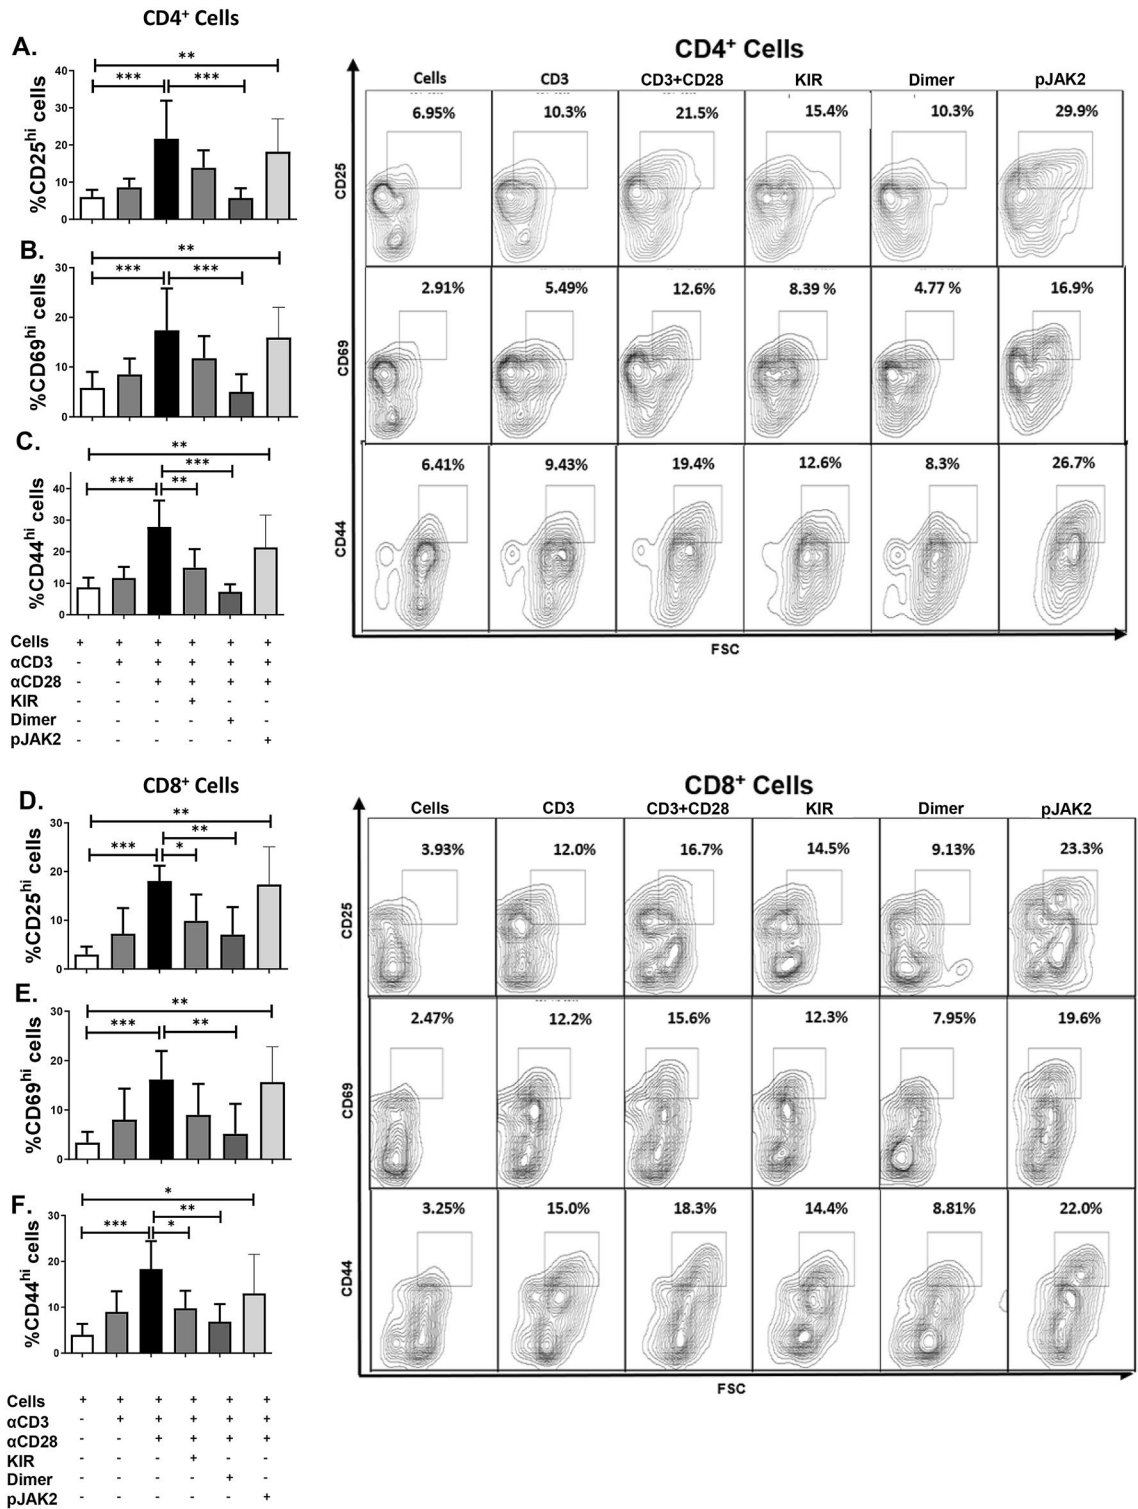 CD4+ Cells
A.
** 
*** ***
%CD25hi cells
40
30
20
10
0
B.
**
*** ***
%CD69hi cells
30
20
10
0
C.
**
***
*** **
%CD44hi cells
40
30
20
10
0
Cells + + + + + +
αCD3 - + + + + +
αCD28 - - + + + +
KIR - - - + - -
Dimer - - - - + -
pJAK2 - - - - - +
CD4+ Cells
Cells CD3 CD3+CD28 KIR Dimer pJAK2
CD25
6.95% 10.3% 21.5% 15.4% 10.3% 29.9%
CD69
2.91% 5.49% 12.6% 8.39 % 4.77 % 16.9%
CD44
6.41% 9.43% 19.4% 12.6% 8.3% 26.7%
FSC
CD8+ Cells
D.
**
**
*** *
%CD25hi cells
30
20
10
0
E.
**
*** **
%CD69hi cells
30
20
10
0
F.
*
**
*** *
%CD44hi cells
30
20
10
0
Cells + + + + + +
αCD3 - + + + + +
αCD28 - - + + + +
KIR - - - + - -
Dimer - - - - + -
pJAK2 - - - - - +
CD8+ Cells
Cells CD3 CD3+CD28 KIR Dimer pJAK2
CD25
3.93% 12.0% 16.7% 14.5% 9.13% 23.3%
CD69
2.47% 12.2% 15.6% 12.3% 7.95% 19.6%
CD44
3.25% 15.0% 18.3% 14.4% 8.81% 22.0%
FSC